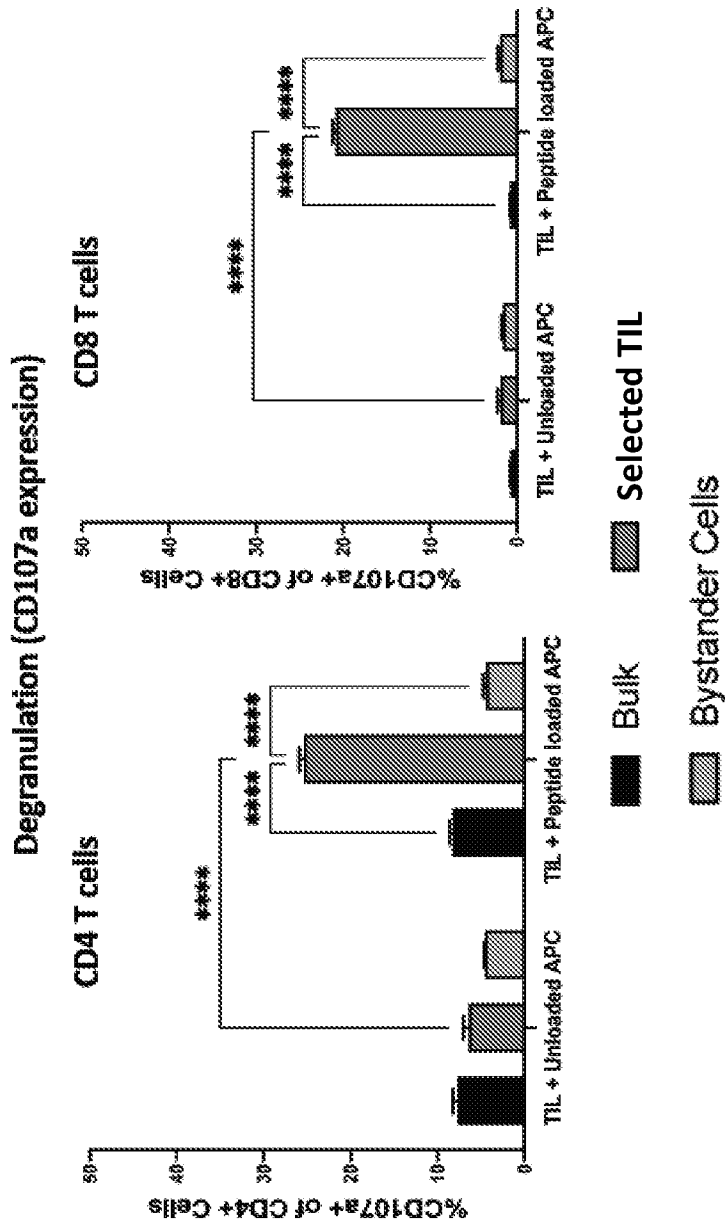 Degranulation (CD107a expression)
CD4 T cells
%CD107a+ of CD4+ Cells
50
40
30
20
10
0
****
**** ****
TIL + Unloaded APC
TIL + Peptide loaded APC
CD8 T cells
%CD107a+ of CD8+ Cells
50
40
30
20
10
0
****
**** ****
TIL + Unloaded APC
TIL + Peptide loaded APC
Bulk
Selected TIL
Bystander Cells